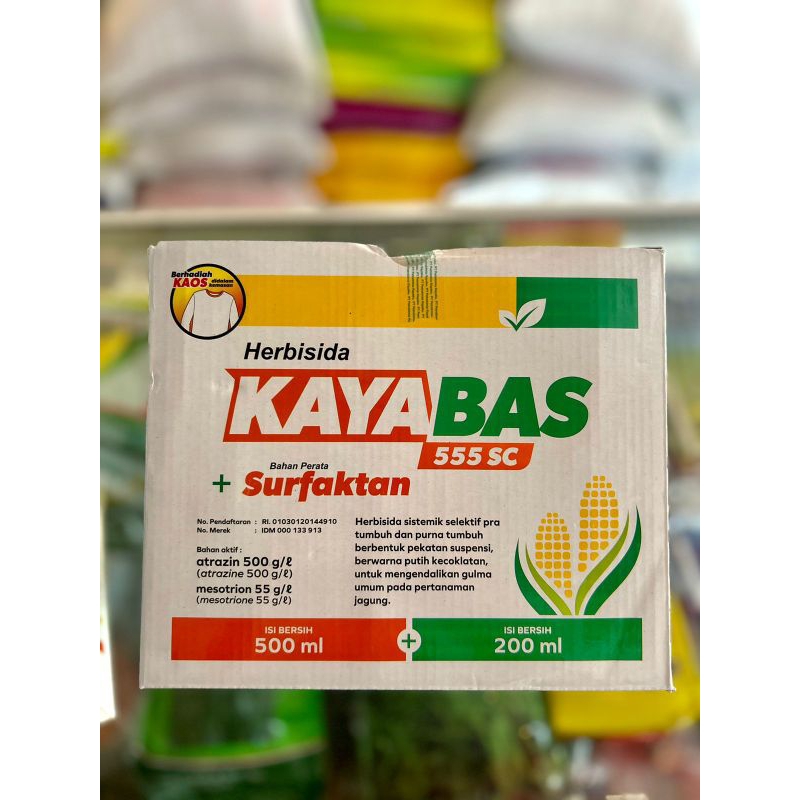 Berhadiah
KAOS didalam
kemasan
Herbisida
KAYABAS
555 SC
Bahan Perata
+ Surfaktan
No. Pendaftaran : RI. 01030120144910
No. Merek : IDM 000 133 913
Bahan aktif :
atrazin 500 g/ℓ
(atrazine 500 g/ℓ)
mesotrion 55 g/ℓ
(mesotrione 55 g/ℓ)
Herbisida sistemik selektif pra
tumbuh dan purna tumbuh
berbentuk pekatan suspensi,
berwarna putih kecoklatan,
untuk mengendalikan gulma
umum pada pertanaman
jagung.
ISI BERSIH
500 ml
+
ISI BERSIH
200 ml